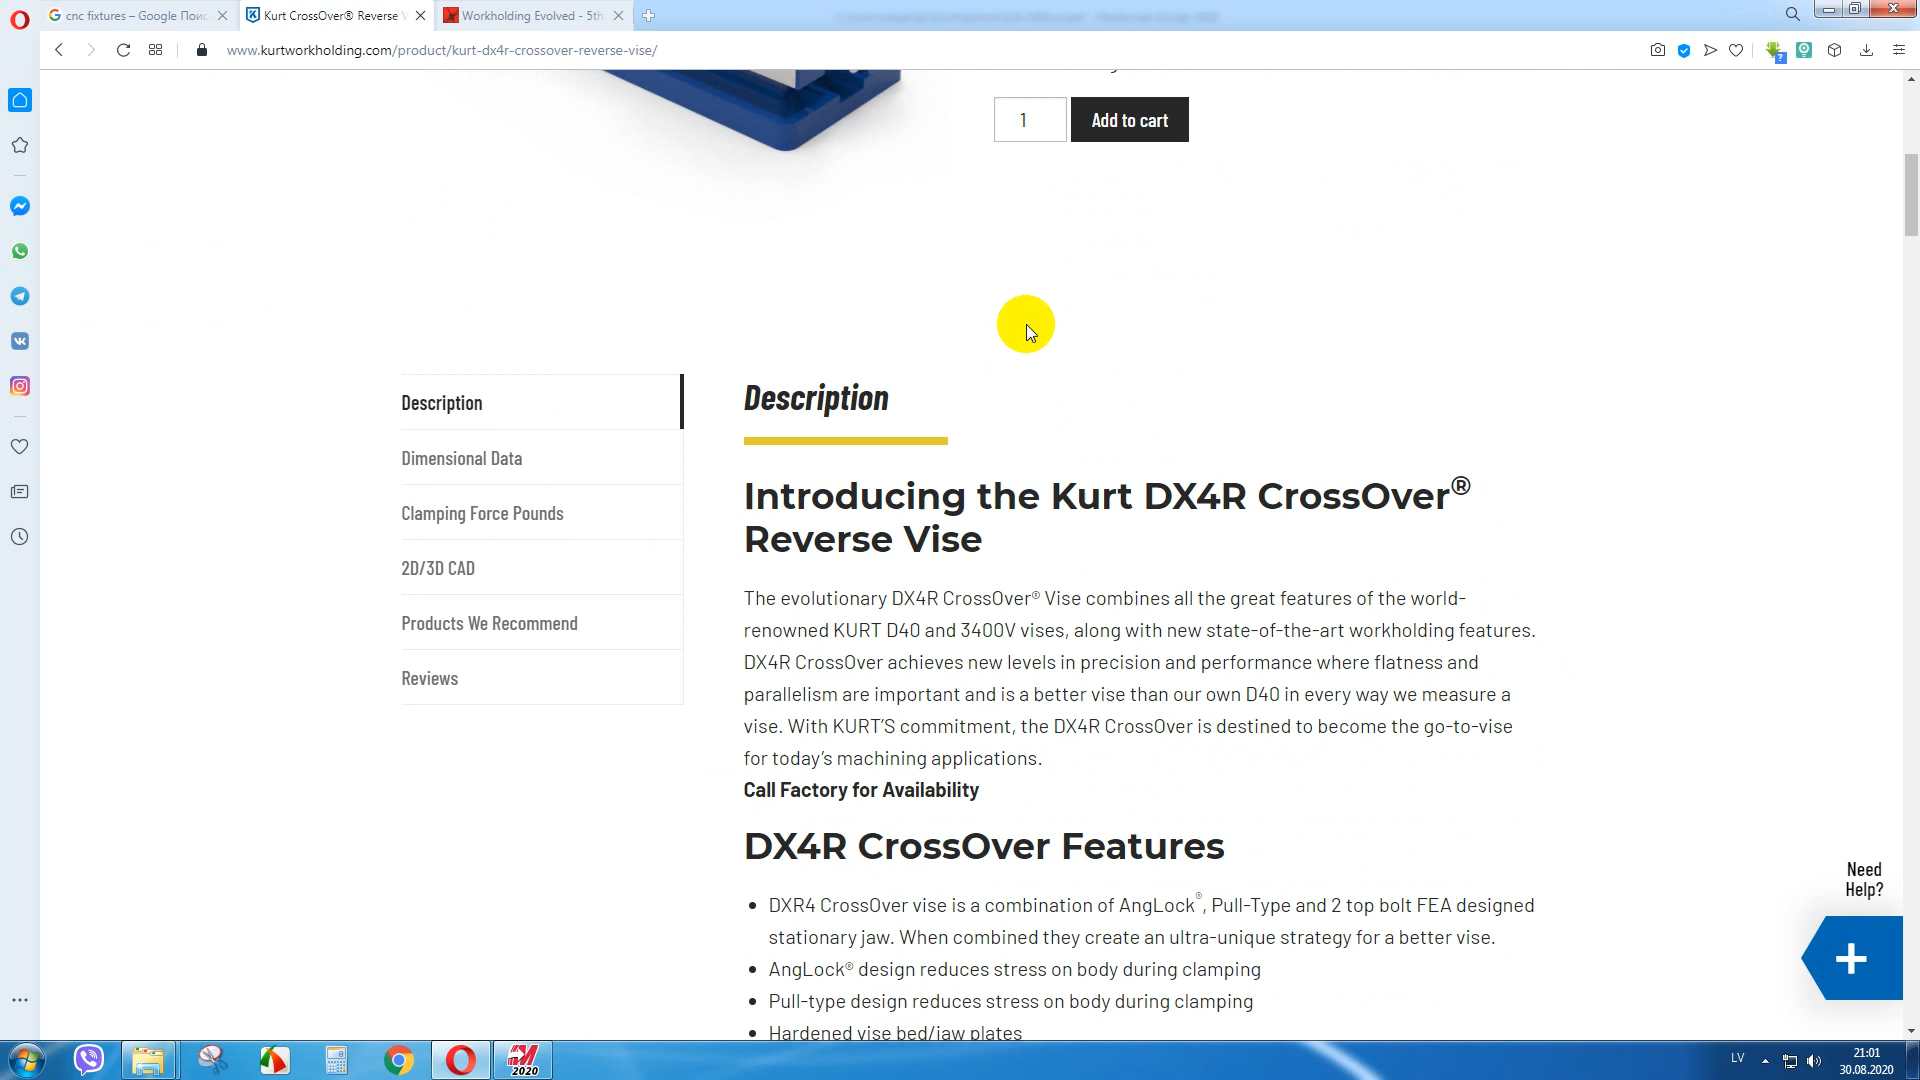 cnc fixtures – Google Поис
Kurt CrossOver® Reverse V
Workholding Evolved - 5th
www.kurtworkholding.com/product/kurt-dx4r-crossover-reverse-vise/
1
Add to cart
Description
Dimensional Data
Clamping Force Pounds
2D/3D CAD
Products We Recommend
Reviews
Description
Introducing the Kurt DX4R CrossOver®
Reverse Vise
The evolutionary DX4R CrossOver® Vise combines all the great features of the world-
renowned KURT D40 and 3400V vises, along with new state-of-the-art workholding features.
DX4R CrossOver achieves new levels in precision and performance where flatness and
parallelism are important and is a better vise than our own D40 in every way we measure a
vise. With KURT'S commitment, the DX4R CrossOver is destined to become the go-to-vise
for today's machining applications.
Call Factory for Availability
DX4R CrossOver Features
• DXR4 CrossOver vise is a combination of AngLock®, Pull-Type and 2 top bolt FEA designed
stationary jaw. When combined they create an ultra-unique strategy for a better vise.
• AngLock® design reduces stress on body during clamping
• Pull-type design reduces stress on body during clamping
• Hardened vise bed/jaw plates
Need
Help?
2020
LV
21:01
30.08.2020